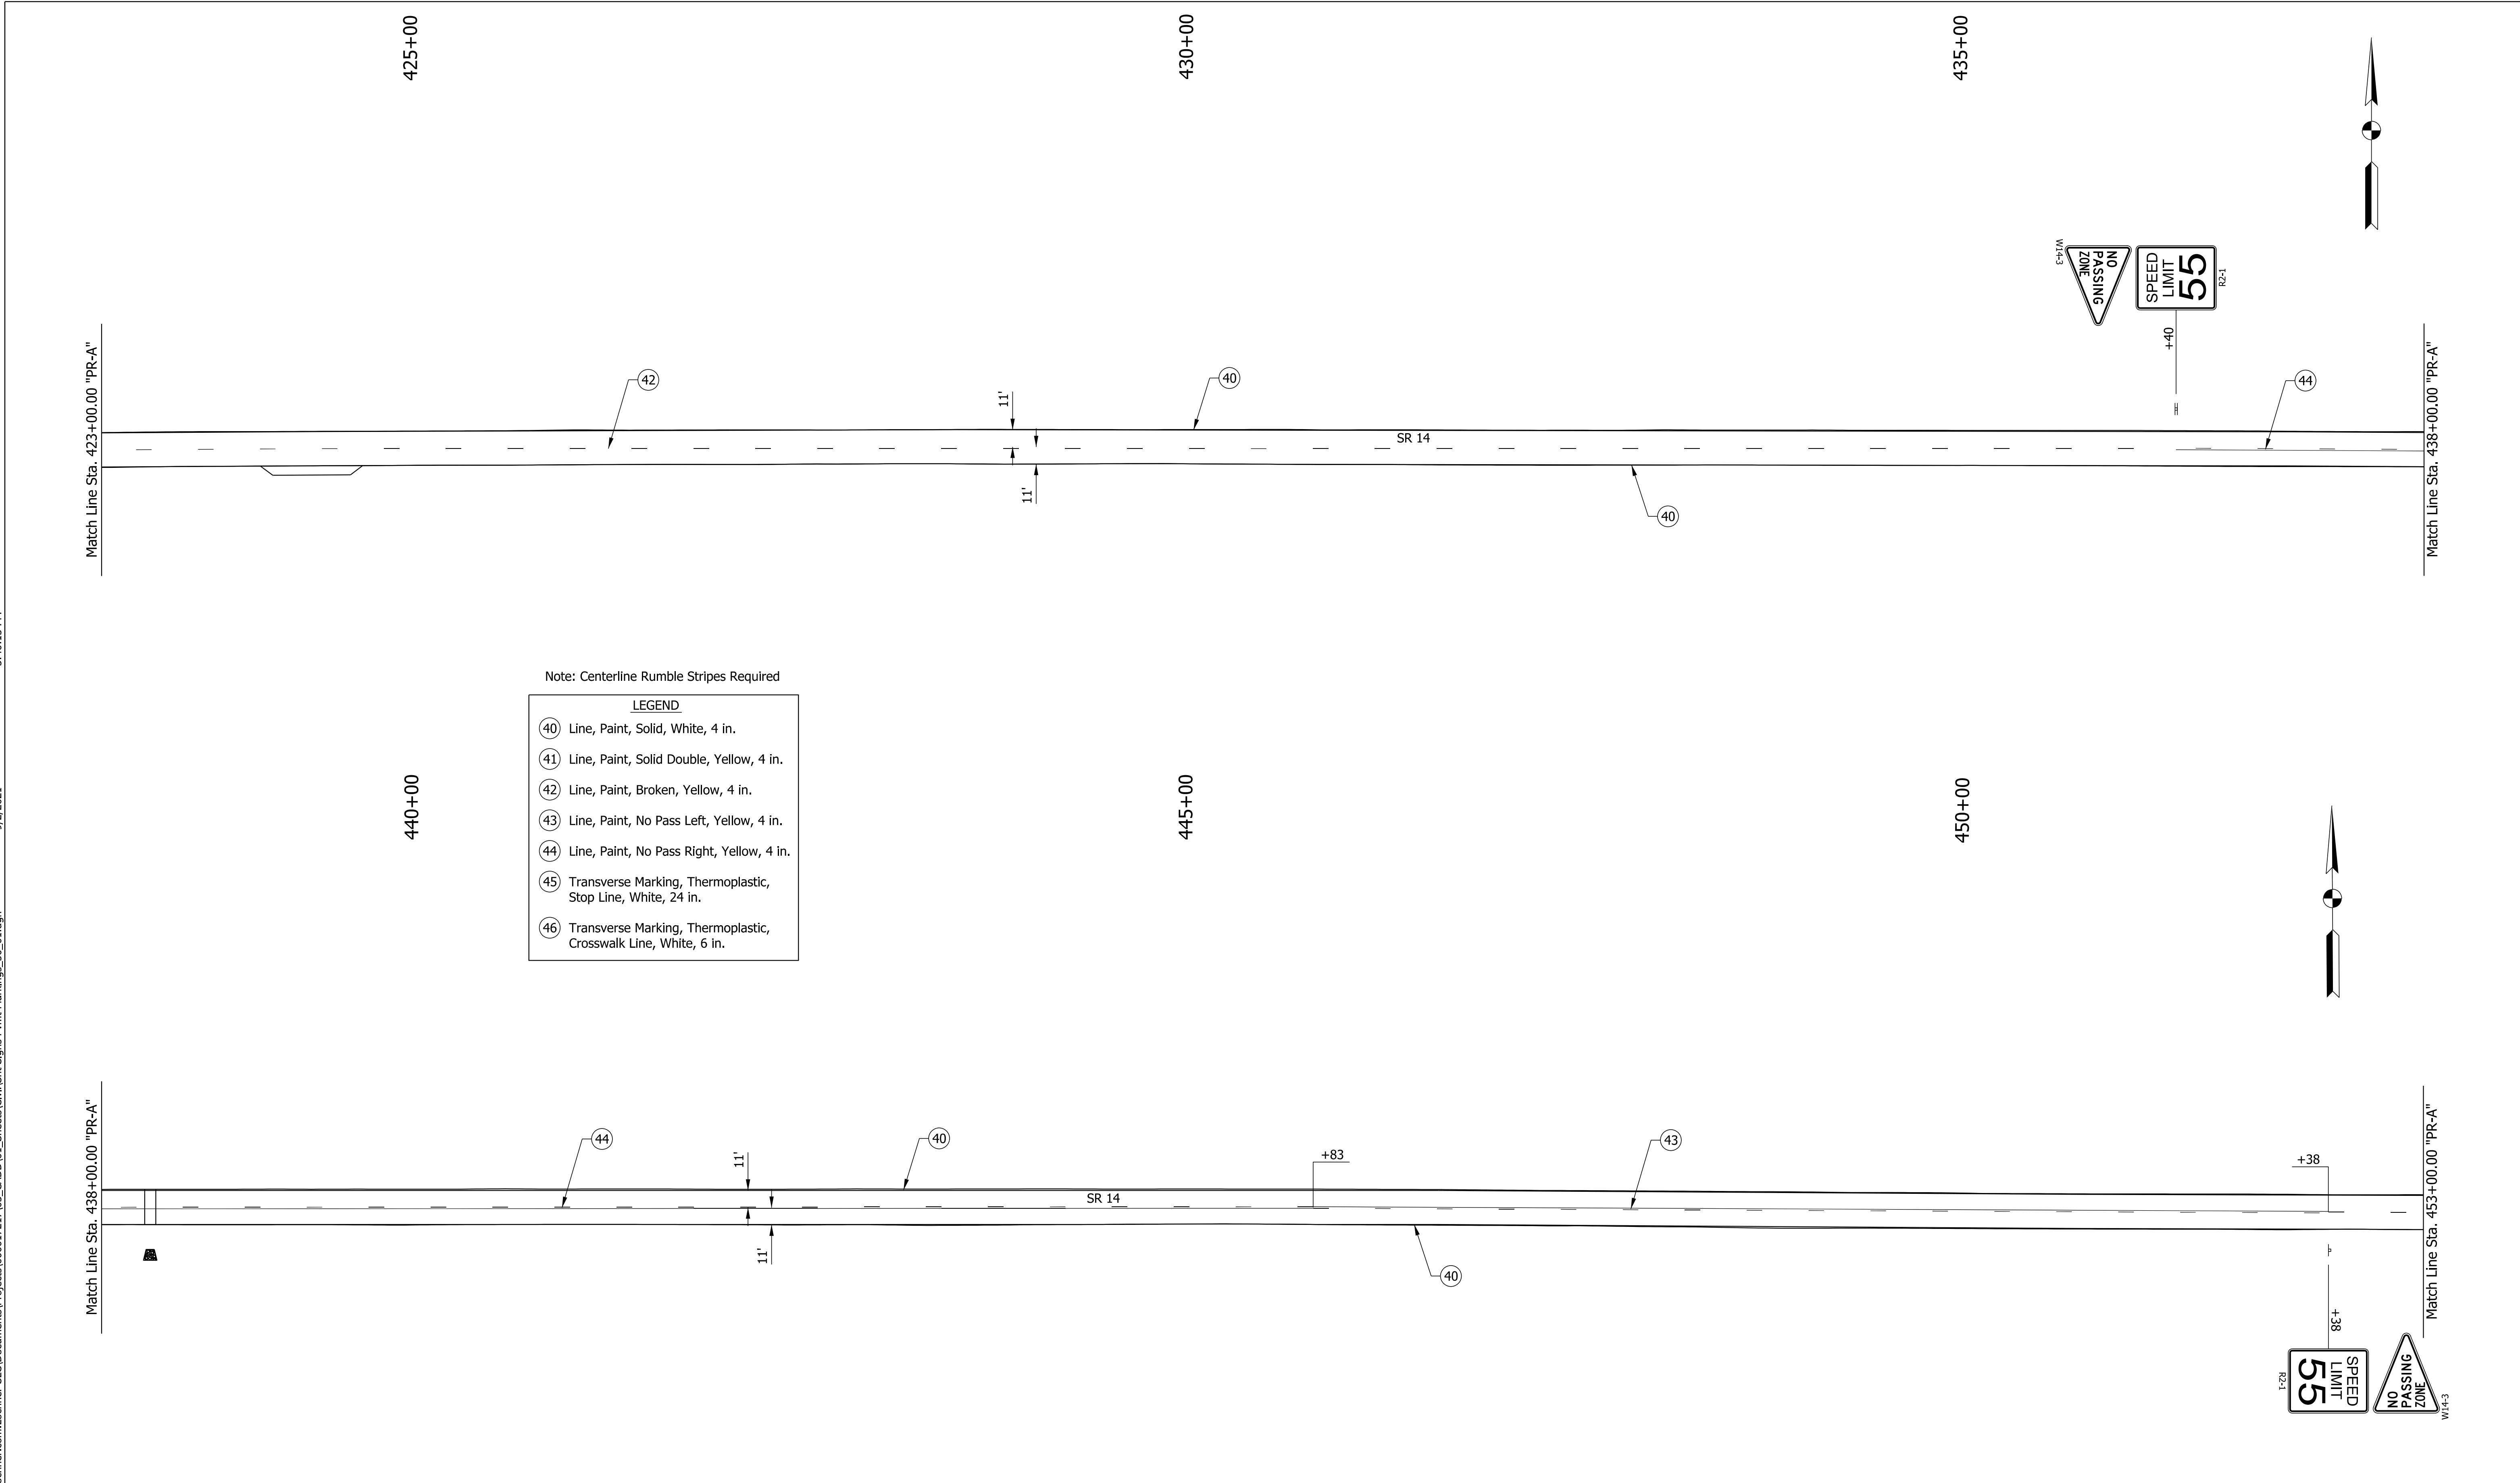 425+00
430+00
435+00
W14-3
NO
PASSING
ZONE
SPEED
LIMIT
55
R2-1
+40
Match Line Sta. 423+00.00 "PR-A"
42
11'
40
SR 14
44
Match Line Sta. 438+00.00 "PR-A"
11'
40
Note: Centerline Rumble Stripes Required
LEGEND
40 Line, Paint, Solid, White, 4 in.
41 Line, Paint, Solid Double, Yellow, 4 in.
42 Line, Paint, Broken, Yellow, 4 in.
43 Line, Paint, No Pass Left, Yellow, 4 in.
44 Line, Paint, No Pass Right, Yellow, 4 in.
45 Transverse Marking, Thermoplastic,
Stop Line, White, 24 in.
46 Transverse Marking, Thermoplastic,
Crosswalk Line, White, 6 in.
440+00
445+00
450+00
Match Line Sta. 438+00.00 "PR-A"
44
11'
40
SR 14
+83
43
+38
Match Line Sta. 453+00.00 "PR-A"
11'
40
+38
SPEED
LIMIT
55
R2-1
NO
PASSING
ZONE
W14-3